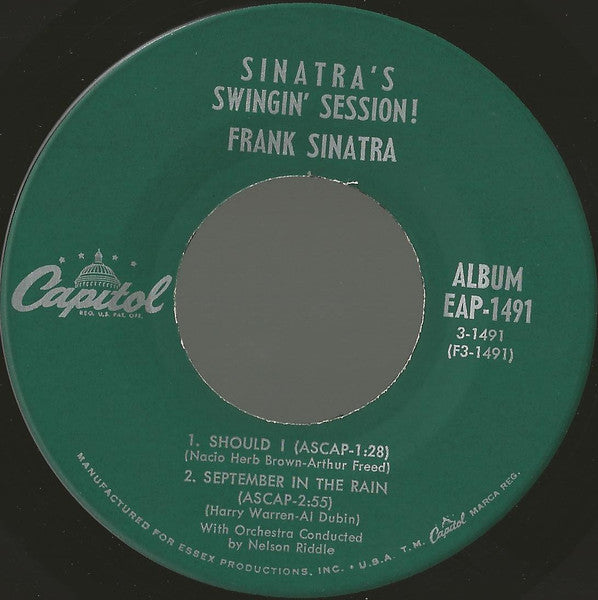 SINATRA'S
SWINGIN' SESSION!
FRANK SINATRA
Capitol
REG. U.S. PAT. OFF.
ALBUM
EAP-1491
3-1491
(F3-1491)
1. SHOULD I (ASCAP-1:28)
(Nacio Herb Brown-Arthur Freed)
2. SEPTEMBER IN THE RAIN
(ASCAP-2:55)
(Harry Warren-Al Dubin)
With Orchestra Conducted
by Nelson Riddle
MANUFACTURED FOR ESSEX PRODUCTIONS, INC. • U.S.A. T.M. Capitol MARCA REG.